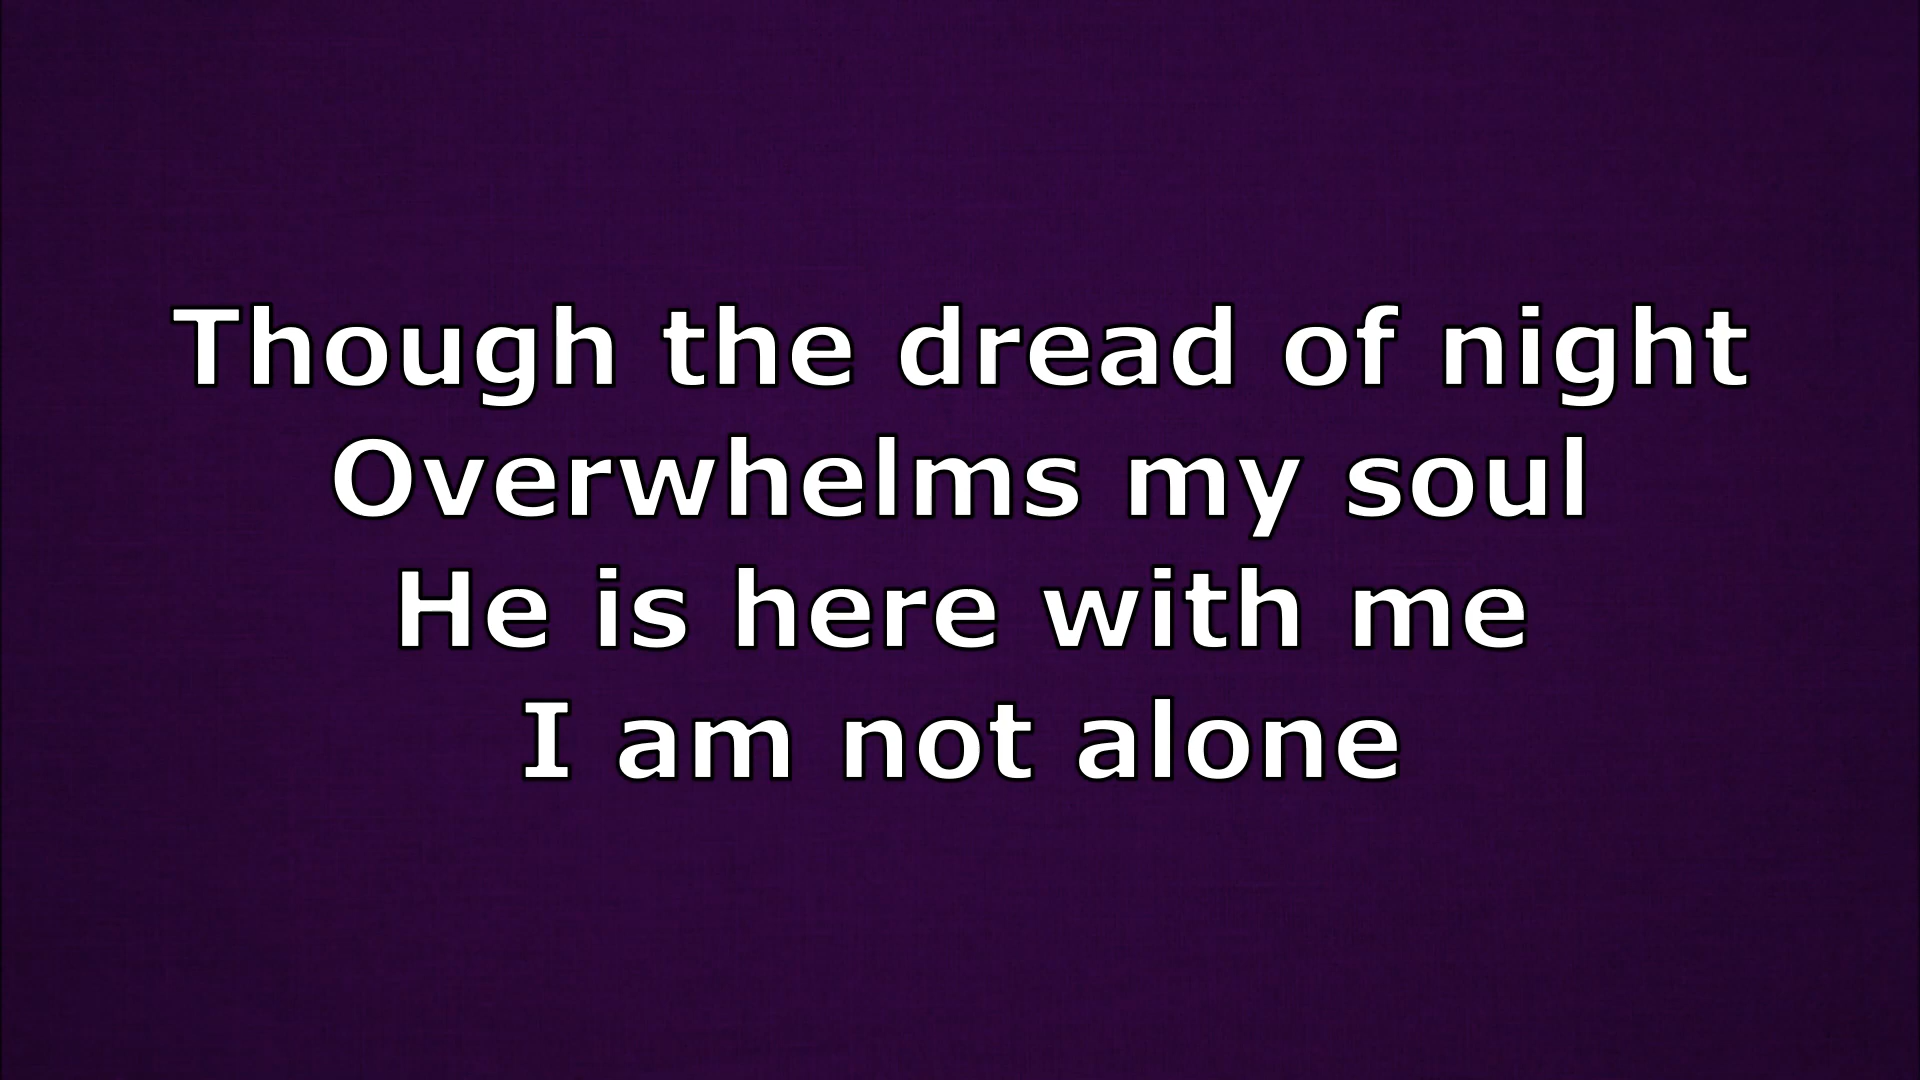 Though the dread of night
Overwhelms my soul
He is here with me
I am not alone